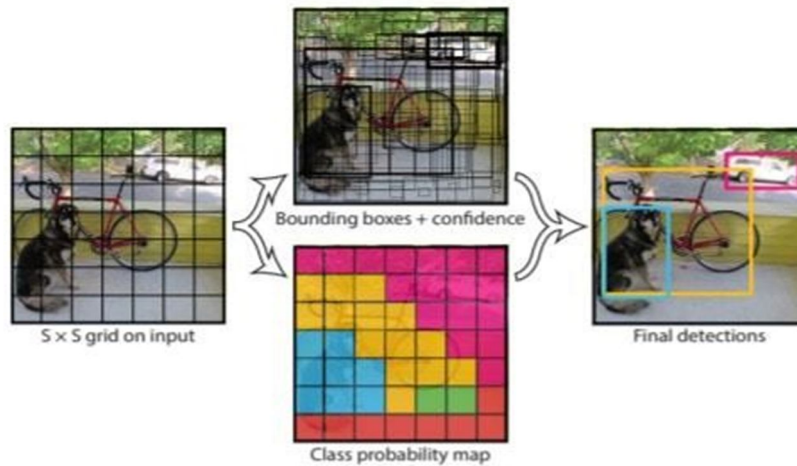 Bounding boxes + confidence
S × S grid on input
Final detections
Class probability map